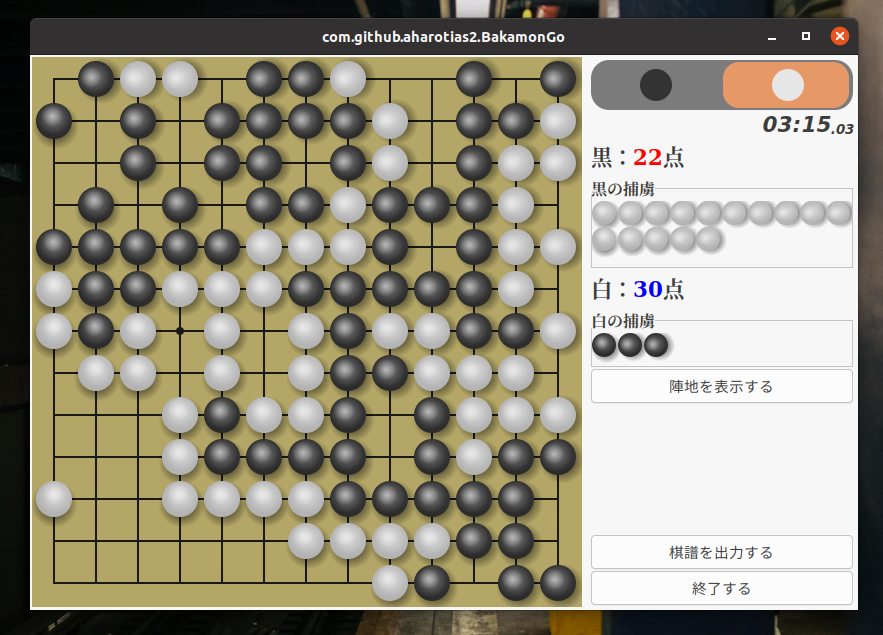 com.github.aharotias2.BakamonGo
03:15.03
黒：22点
黒の捕虜
白：30点
白の捕虜
陣地を表示する
棋譜を出力する
終了する